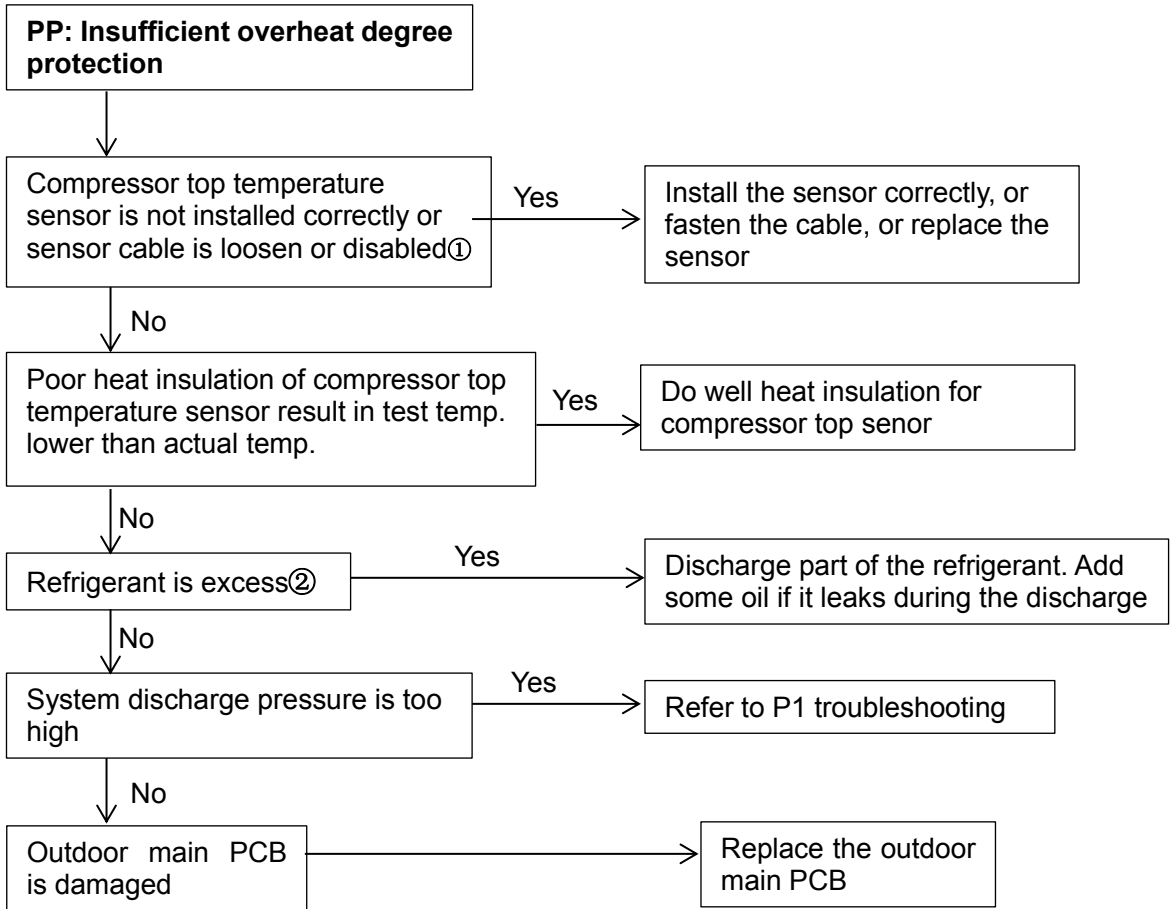 PP: Insufficient overheat degree
protection
Compressor top temperature
sensor is not installed correctly or
sensor cable is loosen or disabled①
Yes
Install the sensor correctly, or
fasten the cable, or replace the
sensor
No
Poor heat insulation of compressor top
temperature sensor result in test temp.
lower than actual temp.
Yes
Do well heat insulation for
compressor top senor
No
Refrigerant is excess②
Yes
Discharge part of the refrigerant. Add
some oil if it leaks during the discharge
No
System discharge pressure is too
high
Yes
Refer to P1 troubleshooting
No
Outdoor main PCB
is damaged
Replace the outdoor
main PCB